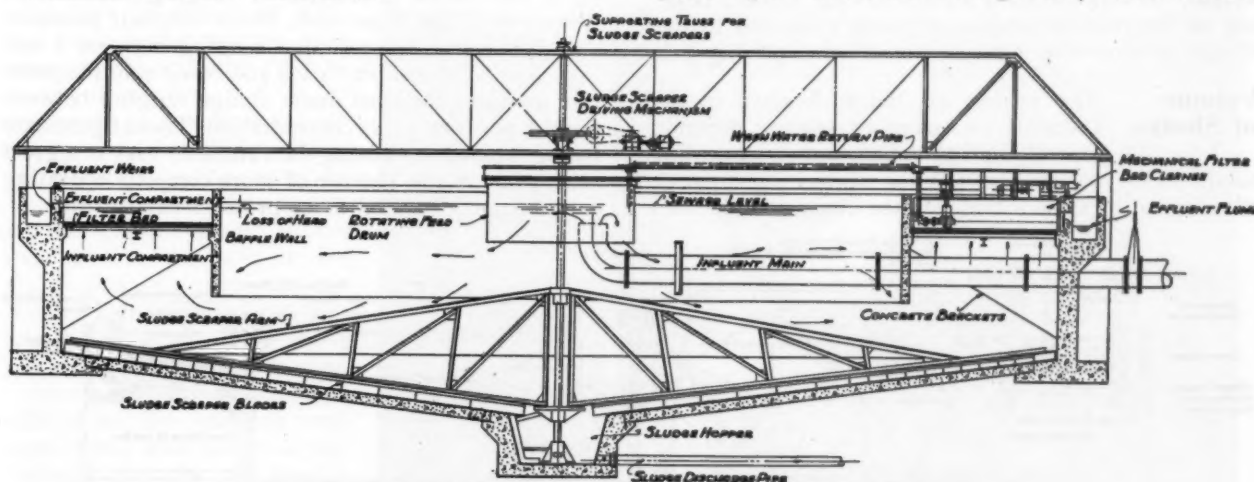 SUPPORTING TRUSS FOR
SLUDGE SCRAPERS
SLUDGE SCRAPER
DRIVING MECHANISM
WASH WATER RETURN PIPE
MECHANICAL FILTER
BED CLEANER
EFFLUENT WEIRS
EFFLUENT COMPARTMENT
FILTER BED
LOSS OF HEAD
BAFFLE WALL
INFLUENT COMPARTMENT
ROTATING FEED
DRUM
SEWAGE LEVEL
EFFLUENT FLUME
INFLUENT MAIN
SLUDGE SCRAPER ARM
CONCRETE BRACKETS
SLUDGE SCRAPER BLADES
SLUDGE HOPPER
SLUDGE DISCHARGE PIPE